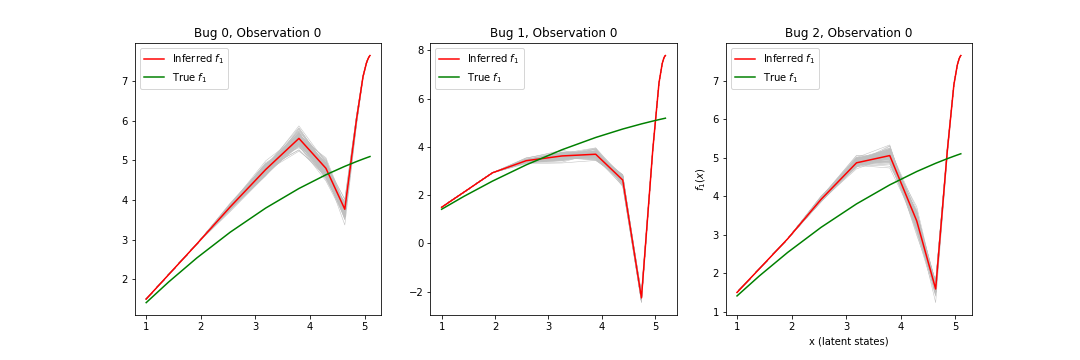 Bug 0, Observation 0
Inferred f₁
True f₁
7
6
5
4
3
2
1 2 3 4 5
Bug 1, Observation 0
Inferred f₁
True f₁
8
6
4
2
0
−2
1 2 3 4 5
Bug 2, Observation 0
Inferred f₁
True f₁
f₁(x)
7
6
5
4
3
2
1
1 2 3 4 5
x (latent states)